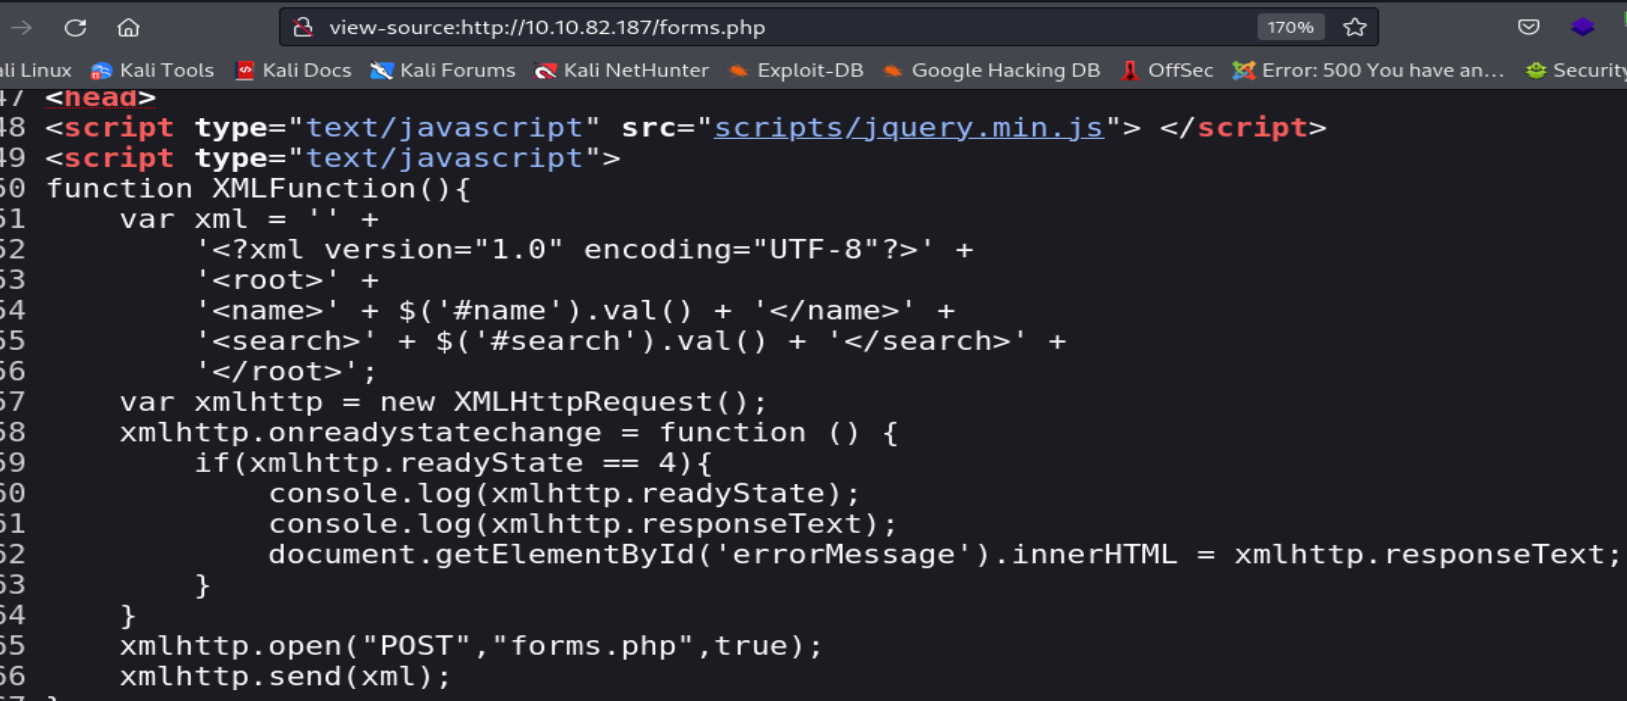 view-source:http://10.10.82.187/forms.php 170%
ali Linux Kali Tools Kali Docs Kali Forums Kali NetHunter Exploit-DB Google Hacking DB OffSec Error: 500 You have an... Security
47 <head>
48 <script type="text/javascript" src="scripts/jquery.min.js"> </script>
49 <script type="text/javascript">
50 function XMLFunction(){
51 var xml = '' +
52 '<?xml version="1.0" encoding="UTF-8"?>' +
53 '<root>' +
54 '<name>' + $('#name').val() + '</name>' +
55 '<search>' + $('#search').val() + '</search>' +
56 '</root>';
57 var xmlhttp = new XMLHttpRequest();
58 xmlhttp.onreadystatechange = function () {
59 if(xmlhttp.readyState == 4){
60 console.log(xmlhttp.readyState);
61 console.log(xmlhttp.responseText);
62 document.getElementById('errorMessage').innerHTML = xmlhttp.responseText;
63 }
64 }
65 xmlhttp.open("POST","forms.php",true);
66 xmlhttp.send(xml);
67 }